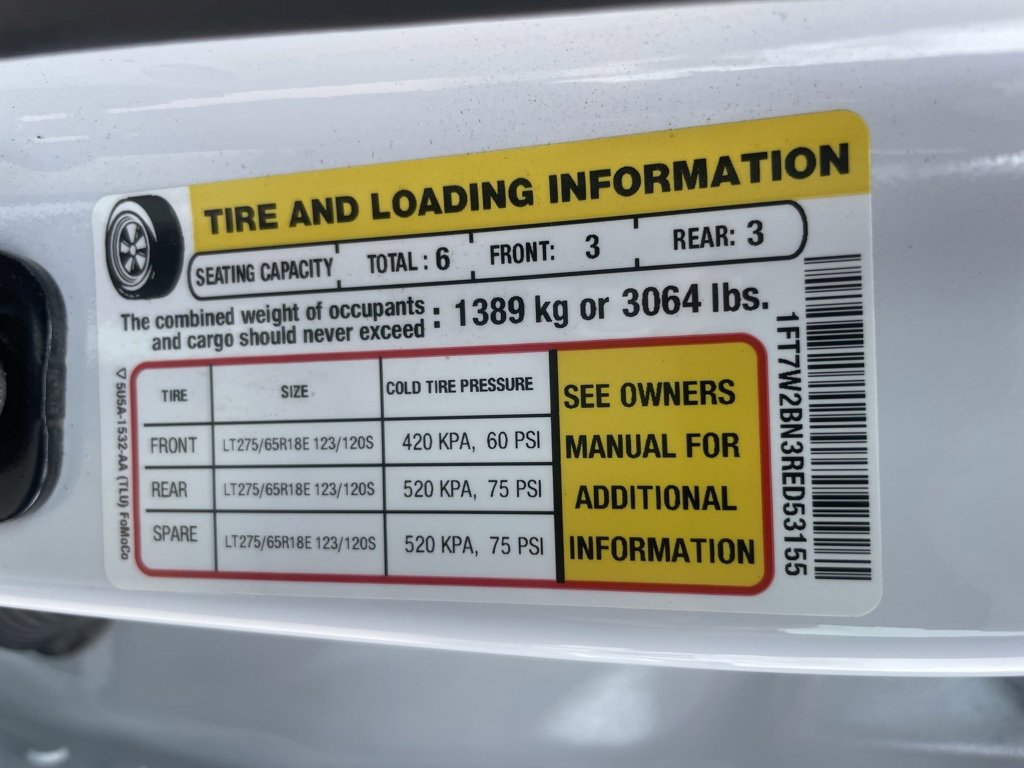 TIRE AND LOADING INFORMATION
SEATING CAPACITY TOTAL: 6 FRONT: 3 REAR: 3
The combined weight of occupants
and cargo should never exceed : 1389 kg or 3064 lbs.
TIRE SIZE COLD TIRE PRESSURE
FRONT LT275/65R18E 123/120S 420 KPA, 60 PSI
REAR LT275/65R18E 123/120S 520 KPA, 75 PSI
SPARE LT275/65R18E 123/120S 520 KPA, 75 PSI
SEE OWNERS
MANUAL FOR
ADDITIONAL
INFORMATION
5U5A-1532-AA (TLU) FoMoCo
1FT7W2BN3RED53155